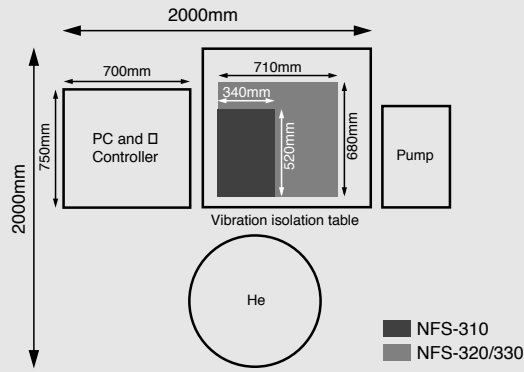 2000mm
700mm
710mm
340mm
PC and □
Controller
750mm
520mm
680mm
Pump
2000mm
Vibration isolation table
He
NFS-310
NFS-320/330